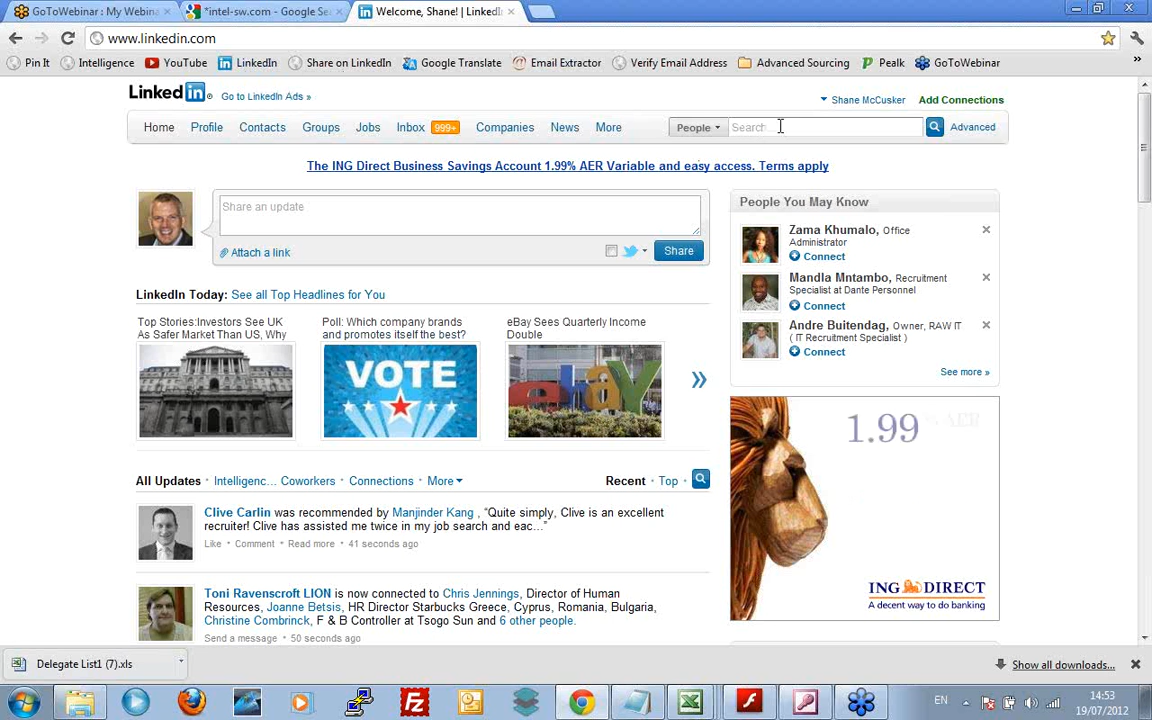 GoToWebinar : My Webina
*intel-sw.com - Google Se
Welcome, Shane! | LinkedI
www.linkedin.com
Pin It
Intelligence
YouTube
LinkedIn
Share on LinkedIn
Google Translate
Email Extractor
Verify Email Address
Advanced Sourcing
Pealk
GoToWebinar
»
Linked in
Go to LinkedIn Ads »
Shane McCusker
Add Connections
Home
Profile
Contacts
Groups
Jobs
Inbox 999+
Companies
News
More
People
Search...
Advanced
The ING Direct Business Savings Account 1.99% AER Variable and easy access. Terms apply
Share an update
Attach a link
Share
People You May Know
Zama Khumalo, Office
Administrator
Connect
Mandla Mntambo, Recruitment
Specialist at Dante Personnel
Connect
Andre Buitendag, Owner, RAW IT
( IT Recruitment Specialist )
Connect
See more »
LinkedIn Today: See all Top Headlines for You
Top Stories:Investors See UK
As Safer Market Than US, Why
Poll: Which company brands
and promotes itself the best?
eBay Sees Quarterly Income
Double
VOTE
ebay
»
1.99% AER
ING DIRECT
A decent way to do banking
All Updates · Intelligenc... Coworkers · Connections · More
Recent · Top ·
Clive Carlin was recommended by Manjinder Kang , "Quite simply, Clive is an excellent
recruiter! Clive has assisted me twice in my job search and eac..."
Like · Comment · Read more · 41 seconds ago
Toni Ravenscroft LION is now connected to Chris Jennings, Director of Human
Resources, Joanne Betsis, HR Director Starbucks Greece, Cyprus, Romania, Bulgaria,
Christine Combrinck, F & B Controller at Tsogo Sun and 6 other people.
Send a message · 50 seconds ago
Delegate List1 (7).xls
Show all downloads...
EN
14:53
19/07/2012